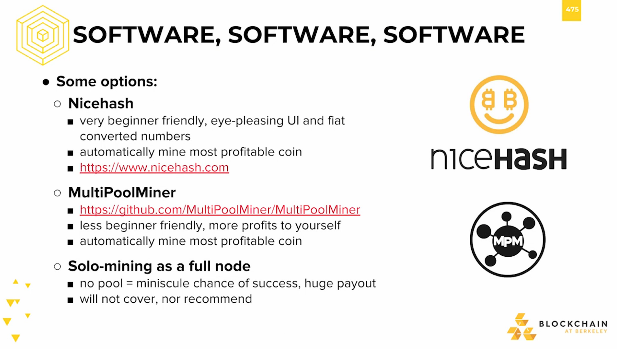 475
SOFTWARE, SOFTWARE, SOFTWARE
● Some options:
○ Nicehash
■ very beginner friendly, eye-pleasing UI and fiat
converted numbers
■ automatically mine most profitable coin
■ https://www.nicehash.com
○ MultiPoolMiner
■ https://github.com/MultiPoolMiner/MultiPoolMiner
■ less beginner friendly, more profits to yourself
■ automatically mine most profitable coin
○ Solo-mining as a full node
■ no pool = miniscule chance of success, huge payout
■ will not cover, nor recommend
nicehash
MPM
BLOCKCHAIN
AT BERKELEY